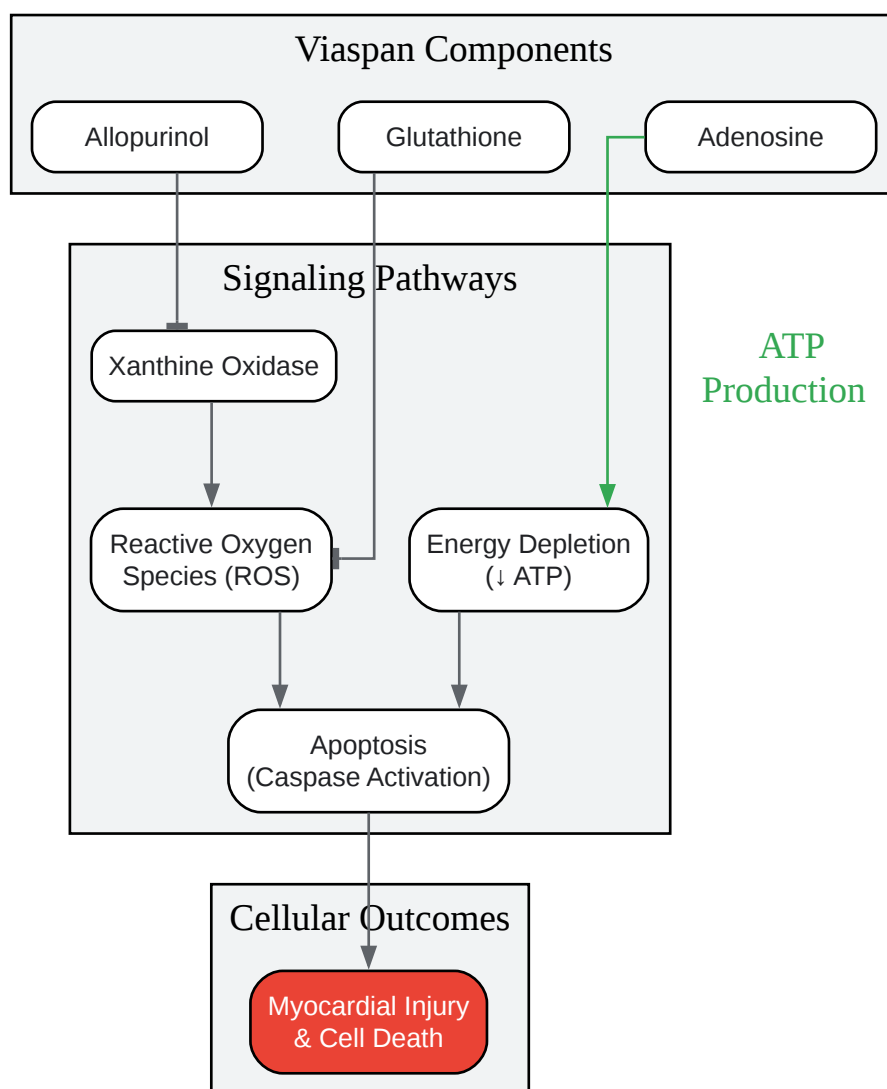 Viaspan Components
Allopurinol
Glutathione
Adenosine
Signaling Pathways
Xanthine Oxidase
ATP
Production
Reactive Oxygen
Species (ROS)
Energy Depletion
(↓ ATP)
Apoptosis
(Caspase Activation)
Cellular Outcomes
Myocardial Injury
& Cell Death